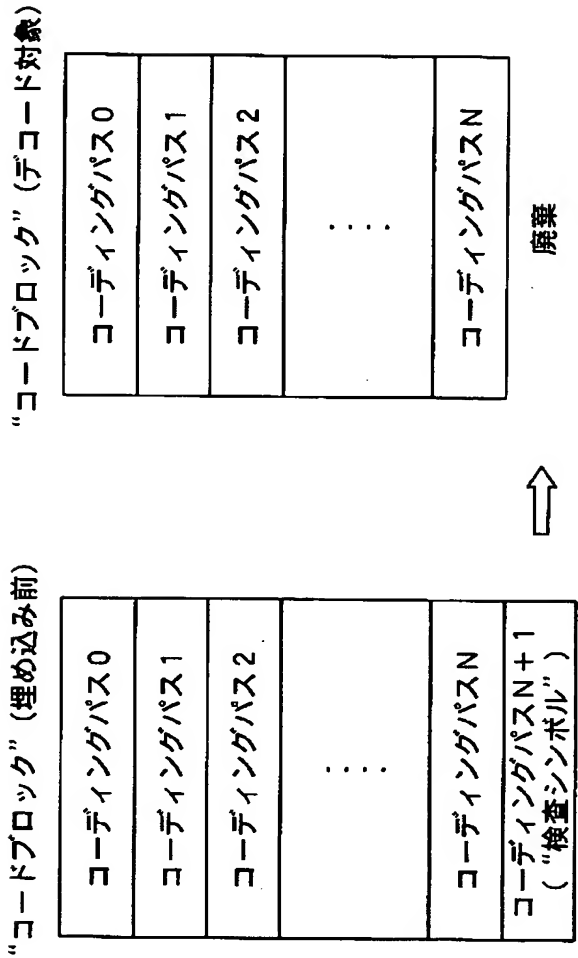 “コードブロック”(埋め込み前)
コーディングパス0
コーディングパス1
コーディングパス2
....
コーディングパスN
コーディングパスN+1
(“検査シンボル”)
“コードブロック”(デコード対象)
コーディングパス0
コーディングパス1
コーディングパス2
....
コーディングパスN
廃棄